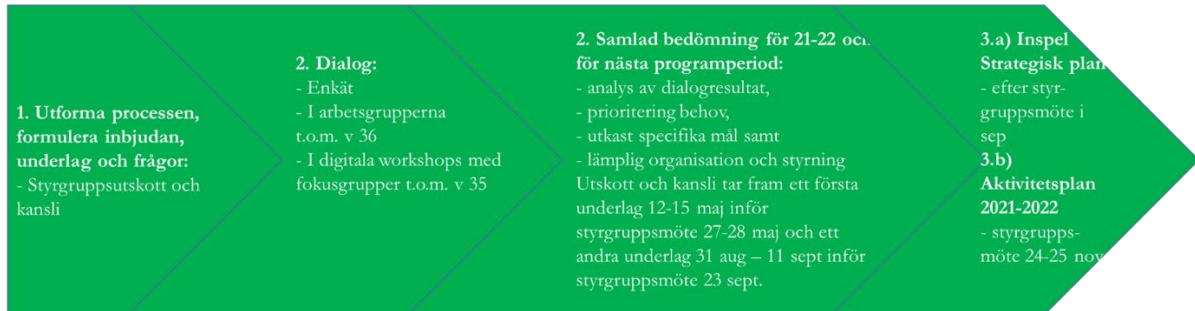 1. Utforma processen,
formulera inbjudan,
underlag och frågor:
- Styrgruppsutskott och
kansli
2. Dialog:
- Enkät
- I arbetsgrupperna
t.o.m. v 36
- I digitala workshops med
fokusgrupper t.o.m. v 35
2. Samlad bedömning för 21-22 och
för nästa programperiod:
- analys av dialogresultat,
- prioritering behov,
- utkast specifika mål samt
- lämplig organisation och styrning
Utskott och kansli tar fram ett första
underlag 12-15 maj inför
styrgruppsmöte 27-28 maj och ett
andra underlag 31 aug – 11 sept inför
styrgruppsmöte 23 sept.
3.a) Inspel
Strategisk plan
- efter styr-
gruppsmöte i
sep
3.b)
Aktivitetsplan
2021-2022
- styrgrupps-
möte 24-25 nov